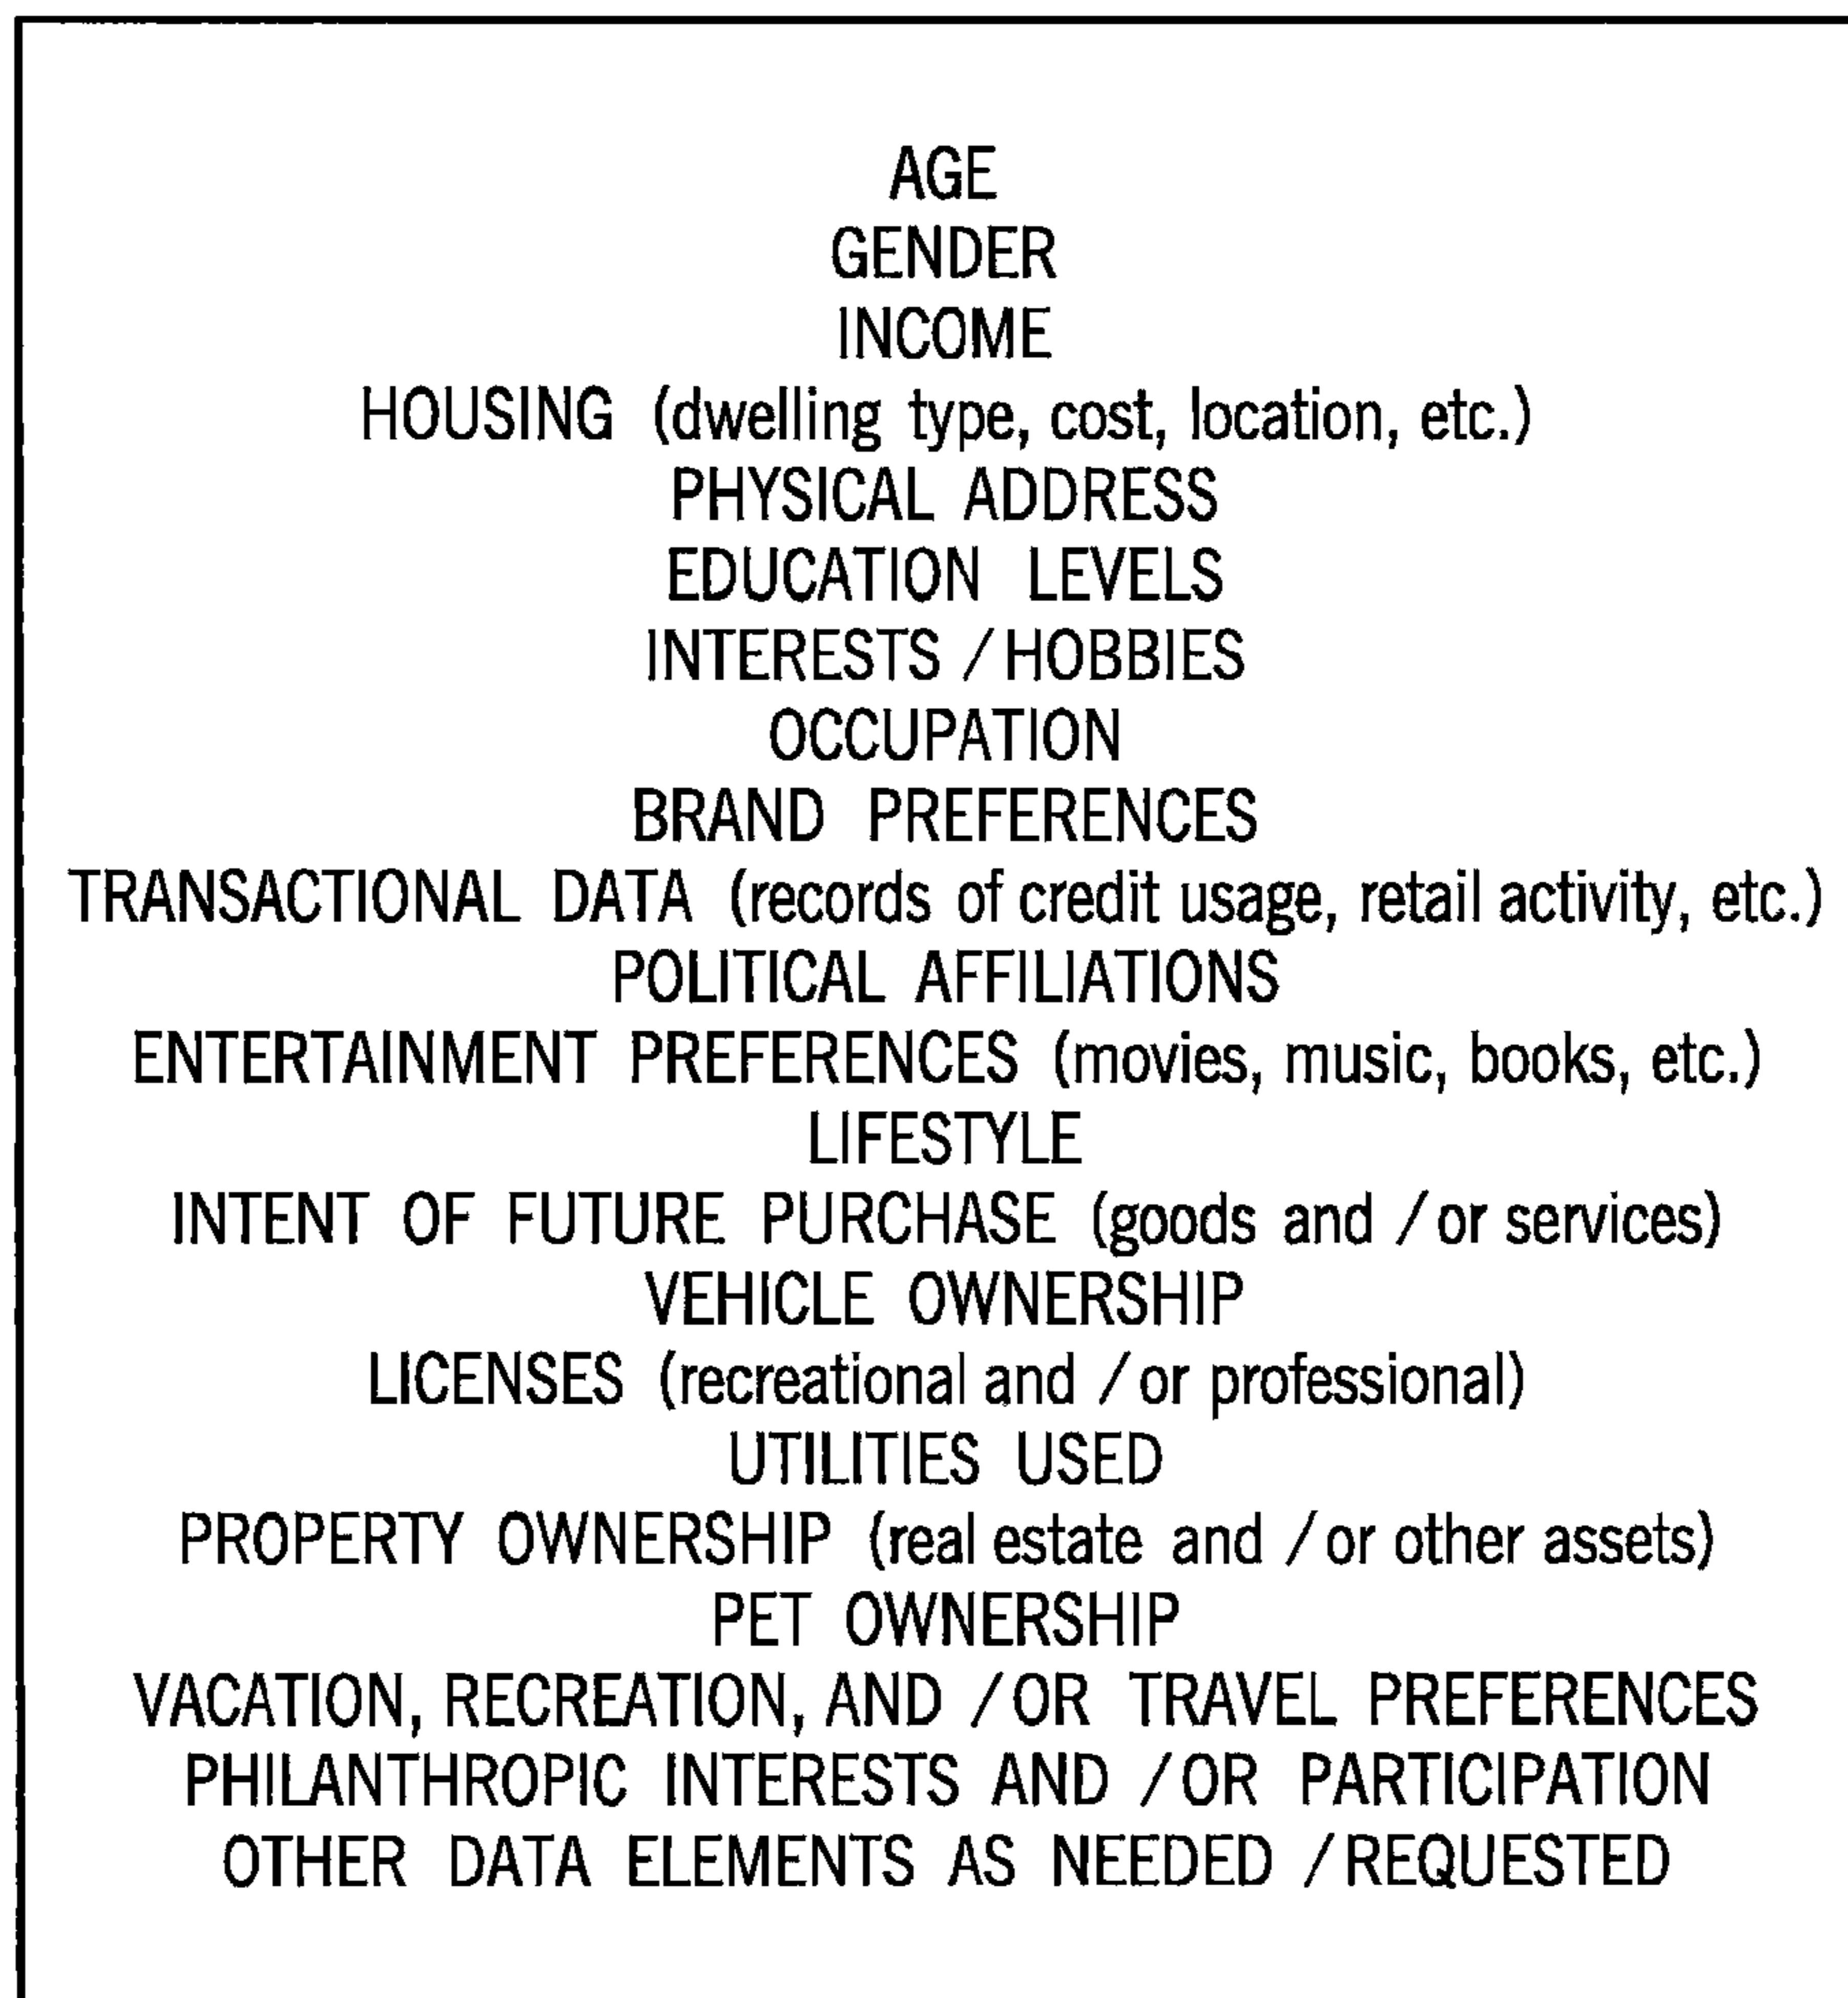 AGE
GENDER
INCOME
HOUSING (dwelling type, cost, location, etc.)
PHYSICAL ADDRESS
EDUCATION LEVELS
INTERESTS / HOBBIES
OCCUPATION
BRAND PREFERENCES
TRANSACTIONAL DATA (records of credit usage, retail activity, etc.)
POLITICAL AFFILIATIONS
ENTERTAINMENT PREFERENCES (movies, music, books, etc.)
LIFESTYLE
INTENT OF FUTURE PURCHASE (goods and / or services)
VEHICLE OWNERSHIP
LICENSES (recreational and / or professional)
UTILITIES USED
PROPERTY OWNERSHIP (real estate and / or other assets)
PET OWNERSHIP
VACATION, RECREATION, AND / OR TRAVEL PREFERENCES
PHILANTHROPIC INTERESTS AND / OR PARTICIPATION
OTHER DATA ELEMENTS AS NEEDED / REQUESTED